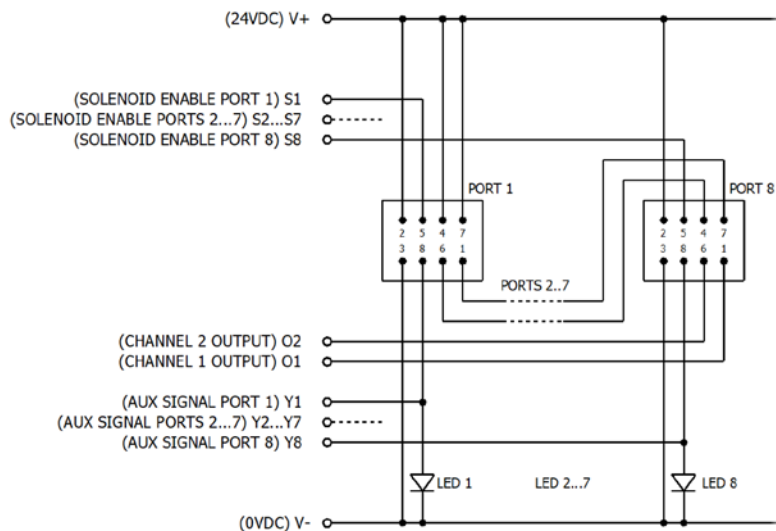 (24VDC) V+
(SOLENOID ENABLE PORT 1) S1
(SOLENOID ENABLE PORTS 2...7) S2...S7
(SOLENOID ENABLE PORT 8) S8
PORT 1
PORT 8
2 5 4 7
2 5 4 7
3 8 6 1
3 8 6 1
PORTS 2..7
(CHANNEL 2 OUTPUT) O2
(CHANNEL 1 OUTPUT) O1
(AUX SIGNAL PORT 1) Y1
(AUX SIGNAL PORTS 2...7) Y2...Y7
(AUX SIGNAL PORT 8) Y8
LED 1
LED 2...7
LED 8
(0VDC) V-